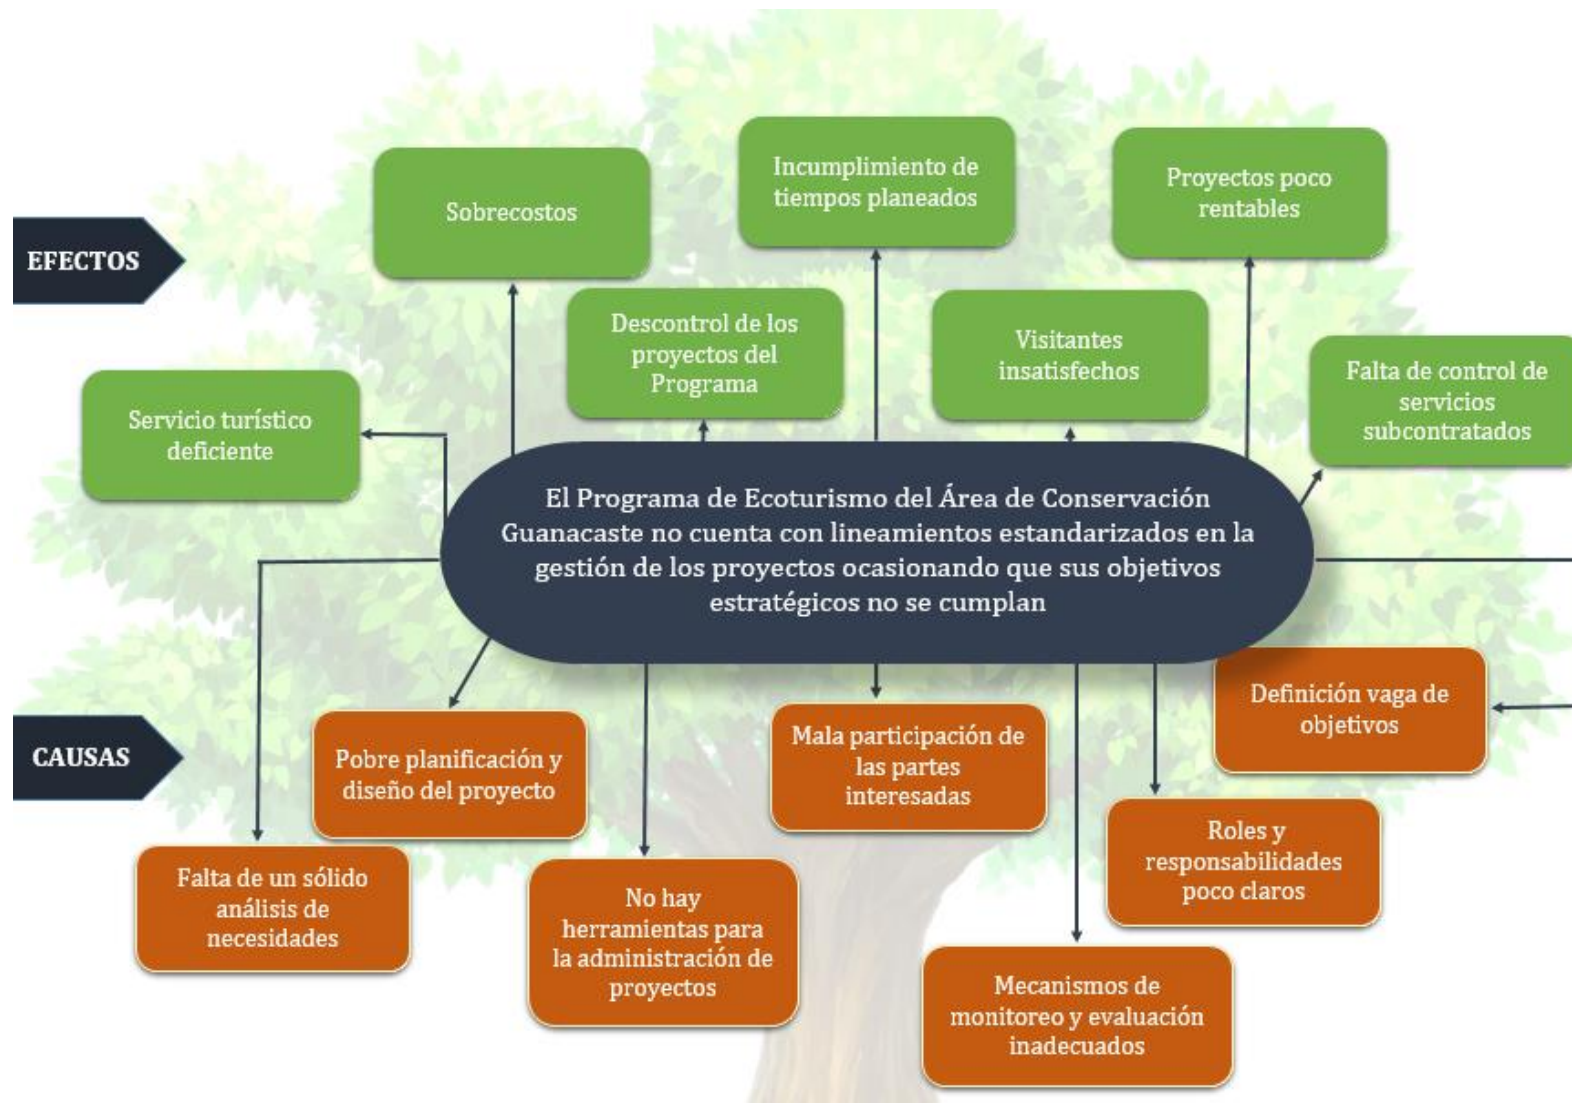 Sobrecostos
Incumplimiento de
tiempos planeados
Proyectos poco
rentables
EFECTOS
Descontrol de los
proyectos del
Programa
Visitantes
insatisfechos
Falta de control de
servicios
subcontratados
Servicio turístico
deficiente
El Programa de Ecoturismo del Área de Conservación
Guanacaste no cuenta con lineamientos estandarizados en la
gestión de los proyectos ocasionando que sus objetivos
estratégicos no se cumplan
CAUSAS
Pobre planificación y
diseño del proyecto
Mala participación de
las partes
interesadas
Definición vaga de
objetivos
Falta de un sólido
análisis de
necesidades
No hay
herramientas para
la administración de
proyectos
Roles y
responsabilidades
poco claros
Mecanismos de
monitoreo y evaluación
inadecuados